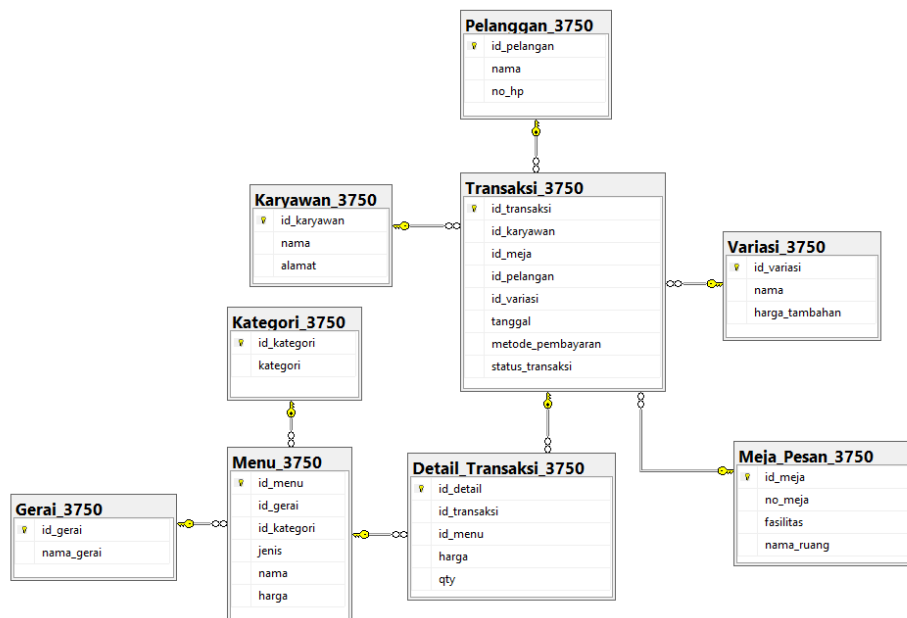 Pelanggan_3750
id_pelangan
nama
no_hp
Karyawan_3750
id_karyawan
nama
alamat
Transaksi_3750
id_transaksi
id_karyawan
id_meja
id_pelangan
id_variasi
tanggal
metode_pembayaran
status_transaksi
Variasi_3750
id_variasi
nama
harga_tambahan
Kategori_3750
id_kategori
kategori
Gerai_3750
id_gerai
nama_gerai
Menu_3750
id_menu
id_gerai
id_kategori
jenis
nama
harga
Detail_Transaksi_3750
id_detail
id_transaksi
id_menu
harga
qty
Meja_Pesan_3750
id_meja
no_meja
fasilitas
nama_ruang